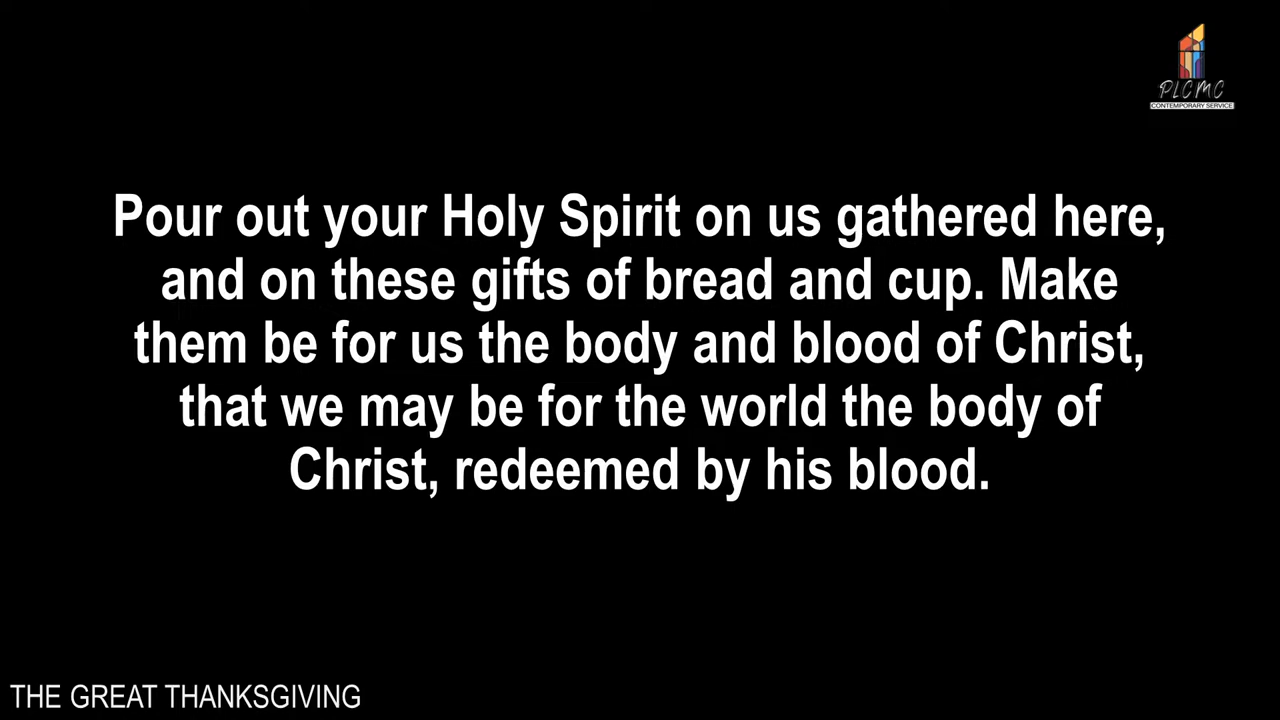 PLCMC
CONTEMPORARY SERVICE
Pour out your Holy Spirit on us gathered here,
and on these gifts of bread and cup. Make
them be for us the body and blood of Christ,
that we may be for the world the body of
Christ, redeemed by his blood.
THE GREAT THANKSGIVING